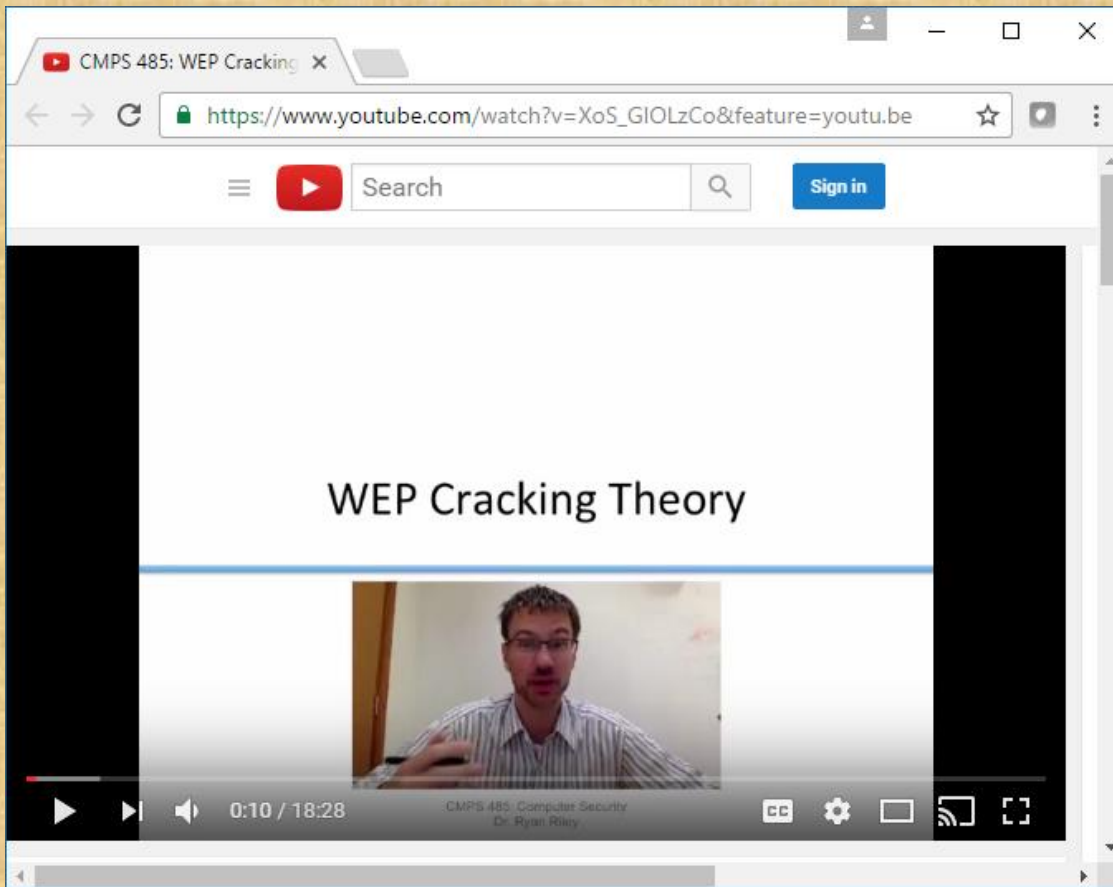 CMPS 485: WEP Cracking
https://www.youtube.com/watch?v=XoS_GIOLzCo&feature=youtu.be
Search
Sign in
WEP Cracking Theory
CMPS 485: Computer Security
Dr. Ryan Riley
0:10 / 18:28
CC